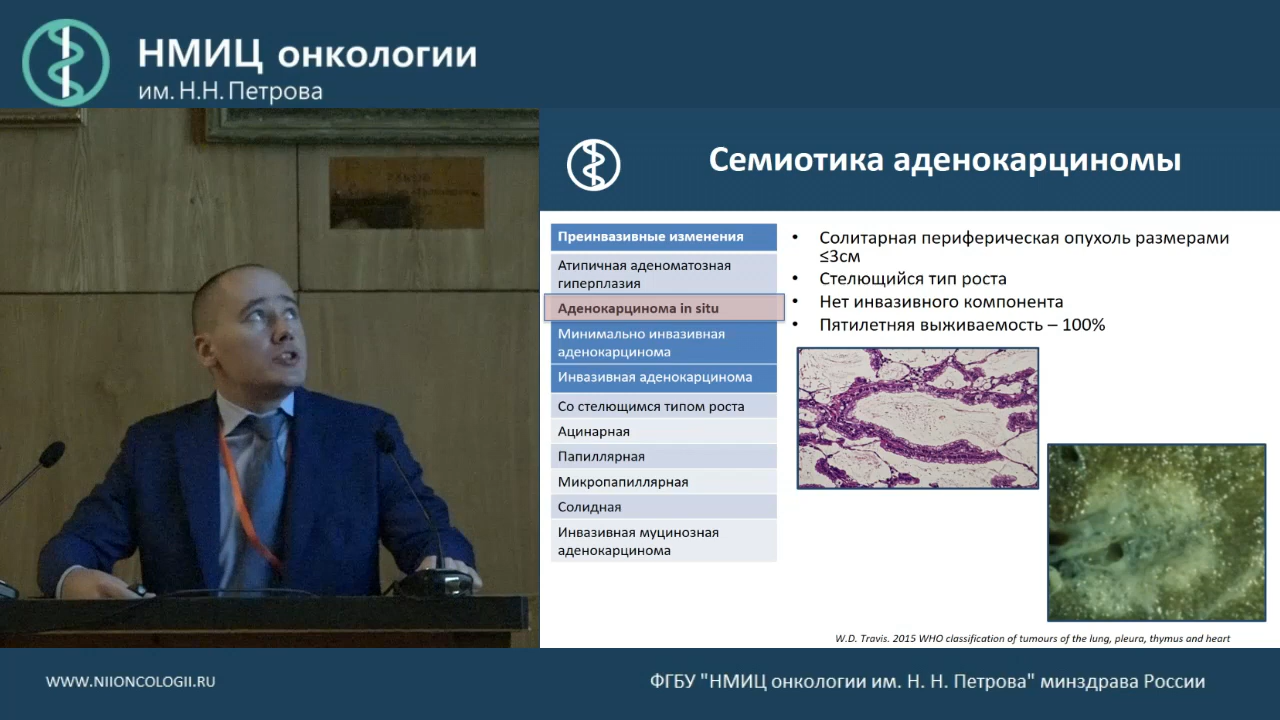 НМИЦ онкологии
им. Н.Н. Петрова
Семиотика аденокарциномы
Преинвазивные изменения
Атипичная аденоматозная
гиперплазия
Аденокарцинома in situ
Минимально инвазивная
аденокарцинома
Инвазивная аденокарцинома
Со стелющимся типом роста
Ацинарная
Папиллярная
Микропапиллярная
Солидная
Инвазивная муцинозная
аденокарцинома
• Солитарная периферическая опухоль размерами
≤3см
• Стелющийся тип роста
• Нет инвазивного компонента
• Пятилетняя выживаемость – 100%
W.D. Travis. 2015 WHO classification of tumours of the lung, pleura, thymus and heart
WWW.NIIONCOLOGII.RU
ФГБУ "НМИЦ онкологии им. Н. Н. Петрова" минздрава России